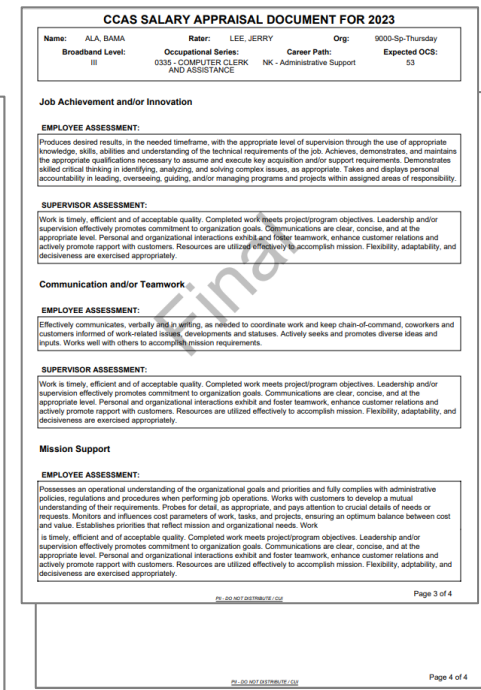 CCAS SALARY APPRAISAL DOCUMENT FOR 2023
Name: ALA, BAMA Rater: LEE, JERRY Org: 9000-Sp-Thursday
Broadband Level: Occupational Series: Career Path: Expected OCS:
III 0335 - COMPUTER CLERK NK - Administrative Support 53
AND ASSISTANCE
Job Achievement and/or Innovation
EMPLOYEE ASSESSMENT:
Produces desired results, in the needed timeframe, with the appropriate level of supervision through the use of appropriate
knowledge, skills, abilities and understanding of the technical requirements of the job. Achieves, demonstrates, and maintains
the appropriate qualifications necessary to assume and execute key acquisition and/or support requirements. Demonstrates
skilled critical thinking in identifying, analyzing, and solving complex issues, as appropriate. Takes and displays personal
accountability in leading, overseeing, guiding, and/or managing programs and projects within assigned areas of responsibility.
SUPERVISOR ASSESSMENT:
Work is timely, efficient and of acceptable quality. Completed work meets project/program objectives. Leadership and/or
supervision effectively promotes commitment to organization goals. Communications are clear, concise, and at the
appropriate level. Personal and organizational interactions exhibit and foster teamwork, enhance customer relations and
actively promote rapport with customers. Resources are utilized effectively to accomplish mission. Flexibility, adaptability, and
decisiveness are exercised appropriately.
Final
Communication and/or Teamwork
EMPLOYEE ASSESSMENT:
Effectively communicates, verbally and in writing, as needed to coordinate work and keep chain-of-command, coworkers and
customers informed of work-related issues, developments and statuses. Actively seeks and promotes diverse ideas and
inputs. Works well with others to accomplish mission requirements.
SUPERVISOR ASSESSMENT:
Work is timely, efficient and of acceptable quality. Completed work meets project/program objectives. Leadership and/or
supervision effectively promotes commitment to organization goals. Communications are clear, concise, and at the
appropriate level. Personal and organizational interactions exhibit and foster teamwork, enhance customer relations and
actively promote rapport with customers. Resources are utilized effectively to accomplish mission. Flexibility, adaptability, and
decisiveness are exercised appropriately.
Mission Support
EMPLOYEE ASSESSMENT:
Possesses an operational understanding of the organizational goals and priorities and fully complies with administrative
policies, regulations and procedures when performing job operations. Works with customers to develop a mutual
understanding of their requirements. Probes for detail, as appropriate, and pays attention to crucial details of needs or
requests. Monitors and influences cost parameters of work, tasks, and projects, ensuring an optimum balance between cost
and value. Establishes priorities that reflect mission and organizational needs. Work
is timely, efficient and of acceptable quality. Completed work meets project/program objectives. Leadership and/or
supervision effectively promotes commitment to organization goals. Communications are clear, concise, and at the
appropriate level. Personal and organizational interactions exhibit and foster teamwork, enhance customer relations and
actively promote rapport with customers. Resources are utilized effectively to accomplish mission. Flexibility, adptability, and
decisiveness are exercised appropriately.
Page 3 of 4
PII - DO NOT DISTRIBUTE / CUI
Page 4 of 4
PII - DO NOT DISTRIBUTE / CUI